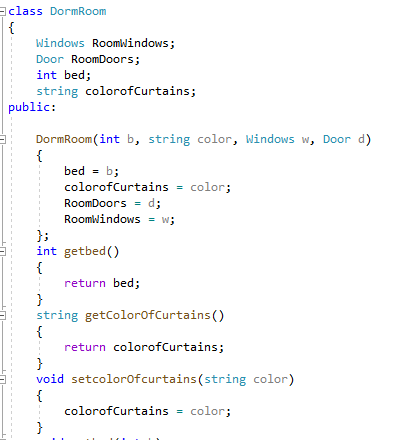 class DormRoom
{
Windows RoomWindows;
Door RoomDoors;
int bed;
string colorofCurtains;
public:
DormRoom(int b, string color, Windows w, Door d)
{
bed = b;
colorofCurtains = color;
RoomDoors = d;
RoomWindows = w;
};
int getbed()
{
return bed;
}
string getColorOfCurtains()
{
return colorofCurtains;
}
void setcolorOfcurtains(string color)
{
colorofCurtains = color;
}